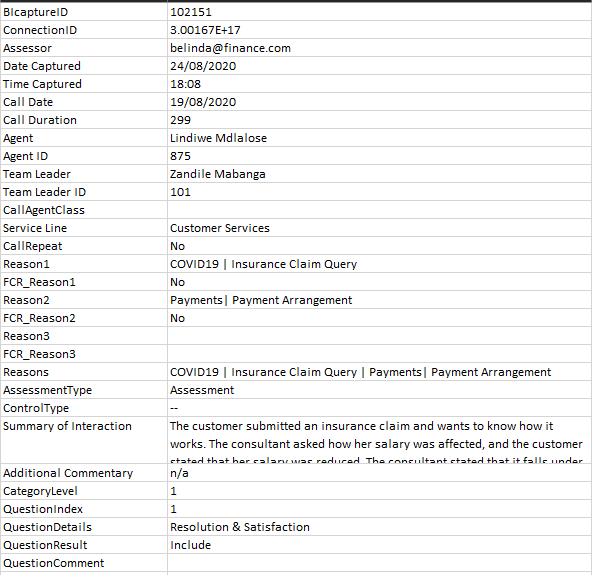 BIcaptureID 102151
ConnectionID 3.00167E+17
Assessor belinda@finance.com
Date Captured 24/08/2020
Time Captured 18:08
Call Date 19/08/2020
Call Duration 299
Agent Lindiwe Mdlalose
Agent ID 875
Team Leader Zandile Mabanga
Team Leader ID 101
CallAgentClass
Service Line Customer Services
CallRepeat No
Reason1 COVID19 | Insurance Claim Query
FCR_Reason1 No
Reason2 Payments| Payment Arrangement
FCR_Reason2 No
Reason3
FCR_Reason3
Reasons COVID19 | Insurance Claim Query | Payments| Payment Arrangement
AssessmentType Assessment
ControlType --
Summary of Interaction The customer submitted an insurance claim and wants to know how it
works. The consultant asked how her salary was affected, and the customer
stated that her salary was reduced. The consultant stated that it falls under
Additional Commentary n/a
CategoryLevel 1
QuestionIndex 1
QuestionDetails Resolution & Satisfaction
QuestionResult Include
QuestionComment